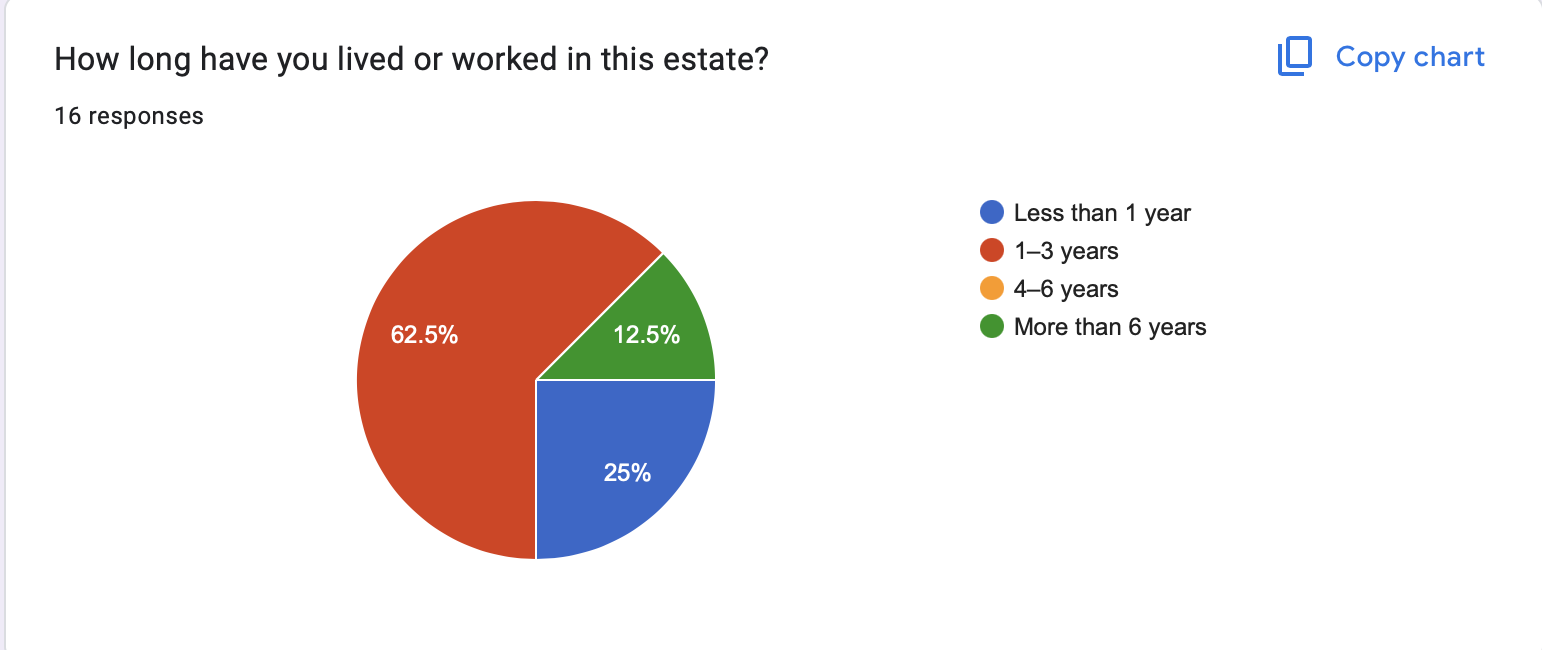 How long have you lived or worked in this estate?
Copy chart
16 responses
Less than 1 year
1–3 years
4–6 years
More than 6 years
62.5%
12.5%
25%